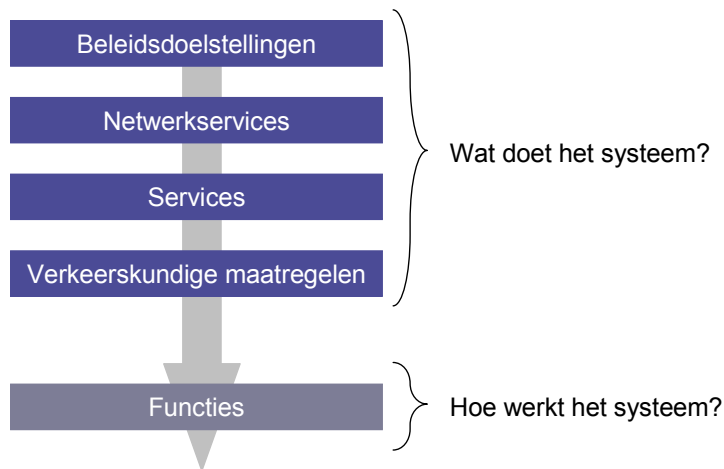 Beleidsdoelstellingen
Netwerkservices
Wat doet het systeem?
Services
Verkeerskundige maatregelen
Functies
Hoe werkt het systeem?